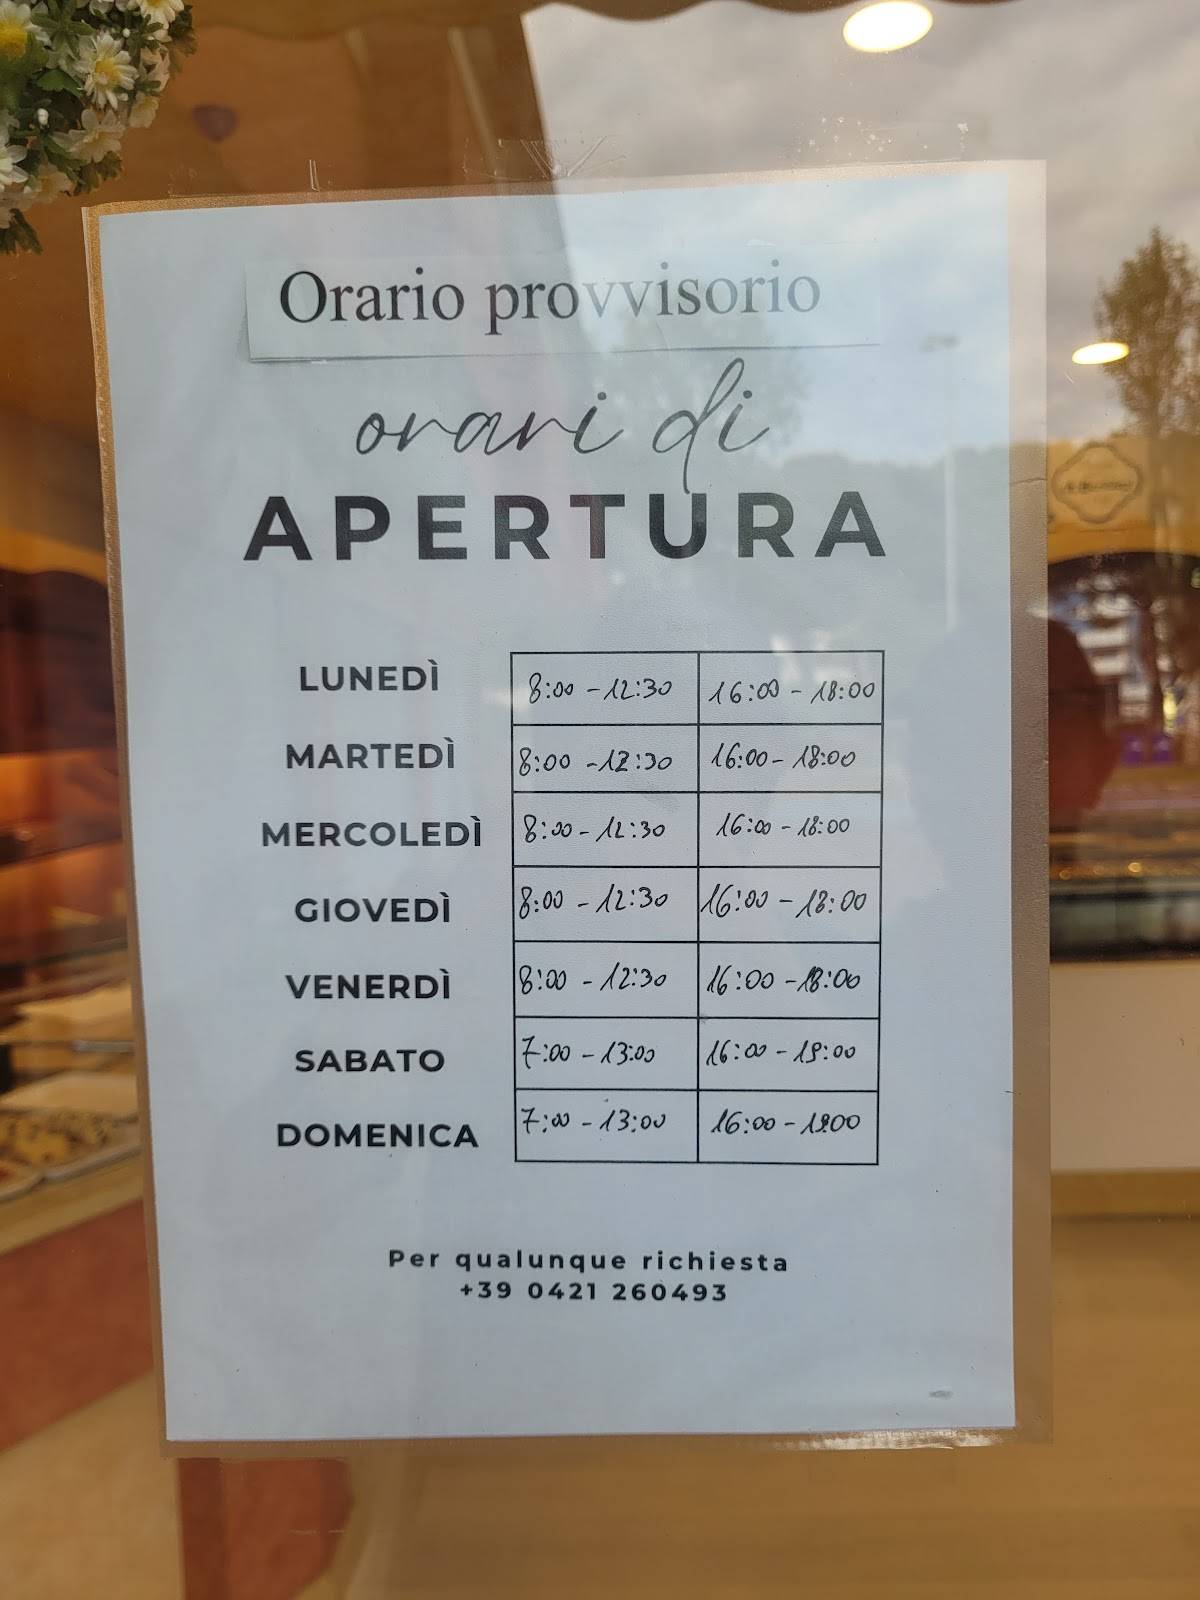 Orario provvisorio
orari di
APERTURA
LUNEDÌ 8:00 - 12:30 16:00 - 18:00
MARTEDÌ 8:00 - 12:30 16:00 - 18:00
MERCOLEDÌ 8:00 - 12:30 16:00 - 18:00
GIOVEDÌ 8:00 - 12:30 16:00 - 18:00
VENERDÌ 8:00 - 12:30 16:00 - 18:00
SABATO 7:00 - 13:00 16:00 - 19:00
DOMENICA 7:00 - 13:00 16:00 - 19:00
Per qualunque richiesta
+39 0421 260493